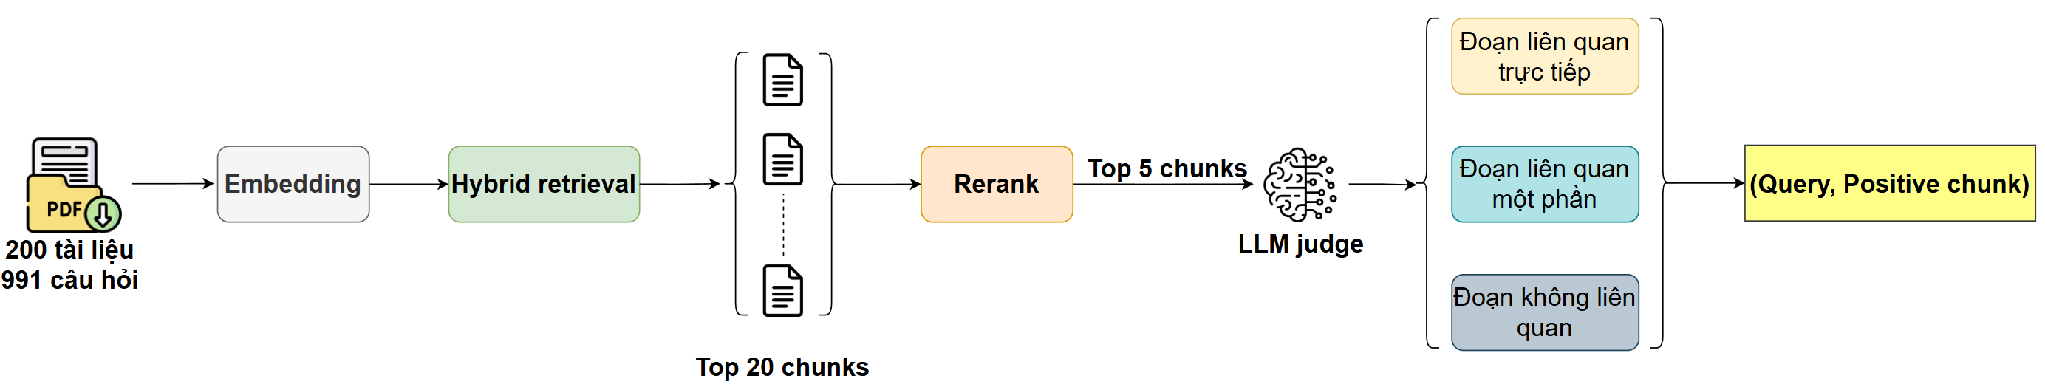 PDF
200 tài liệu
991 câu hỏi
Embedding
Hybrid retrieval
Top 20 chunks
Rerank
Top 5 chunks
LLM judge
Đoạn liên quan
trực tiếp
Đoạn liên quan
một phần
Đoạn không liên
quan
(Query, Positive chunk)